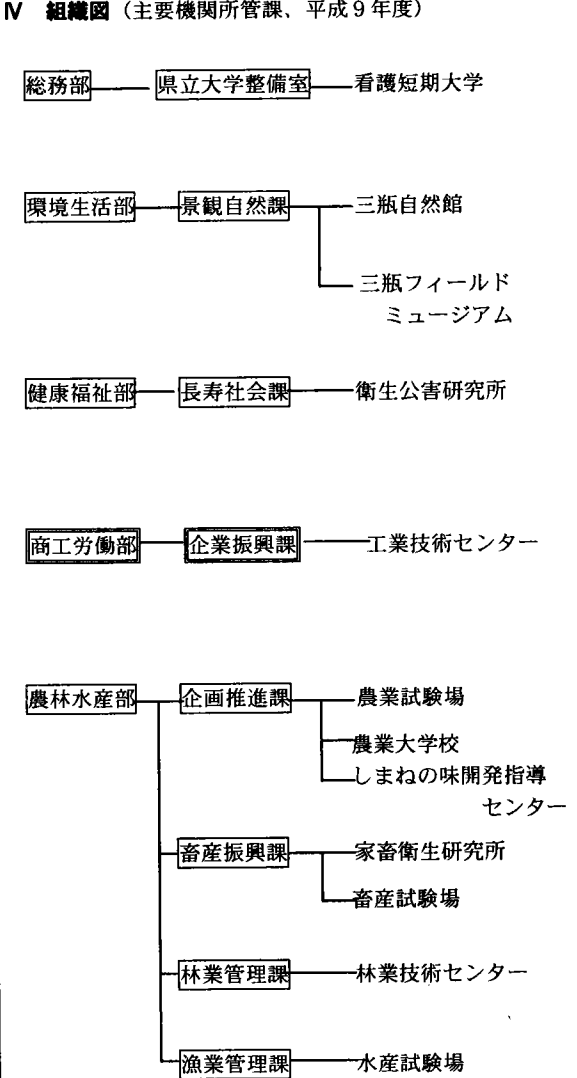 Ⅳ 組織図（主要機関所管課、平成９年度）
総務部 県立大学整備室 看護短期大学
環境生活部 景観自然課 三瓶自然館
三瓶フィールド
ミュージアム
健康福祉部 長寿社会課 衛生公害研究所
商工労働部 企業振興課 工業技術センター
農林水産部 企画推進課 農業試験場
農業大学校
しまねの味開発指導
センター
畜産振興課 家畜衛生研究所
畜産試験場
林業管理課 林業技術センター
漁業管理課 水産試験場